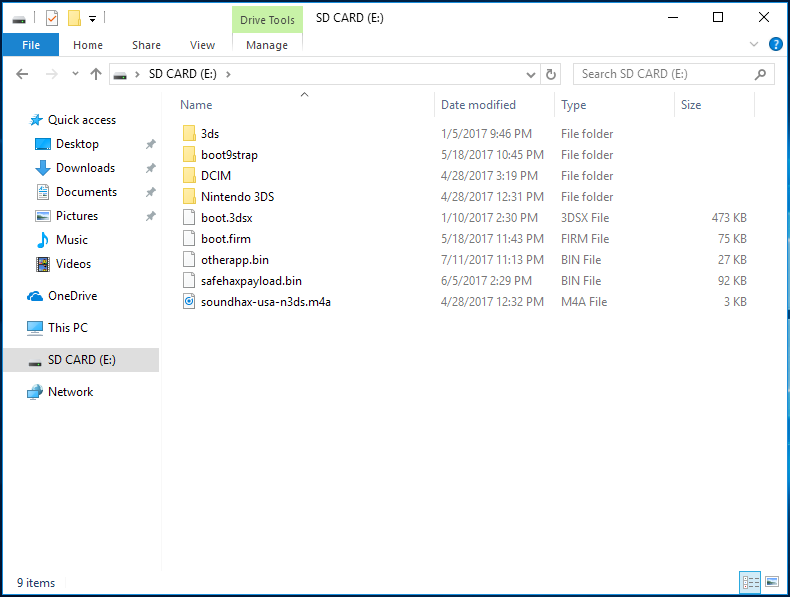 Drive Tools SD CARD (E:)
File Home Share View Manage
SD CARD (E:) Search SD CARD (E:)
Name Date modified Type Size
Quick access
Desktop
Downloads
Documents
Pictures
Music
Videos
OneDrive
This PC
SD CARD (E:)
Network
3ds 1/5/2017 9:46 PM File folder
boot9strap 5/18/2017 10:45 PM File folder
DCIM 4/28/2017 3:19 PM File folder
Nintendo 3DS 4/28/2017 12:31 PM File folder
boot.3dsx 1/10/2017 2:30 PM 3DSX File 473 KB
boot.firm 5/18/2017 11:43 PM FIRM File 75 KB
otherapp.bin 7/11/2017 11:13 PM BIN File 27 KB
safehaxpayload.bin 6/5/2017 2:29 PM BIN File 92 KB
soundhax-usa-n3ds.m4a 4/28/2017 12:32 PM M4A File 3 KB
9 items